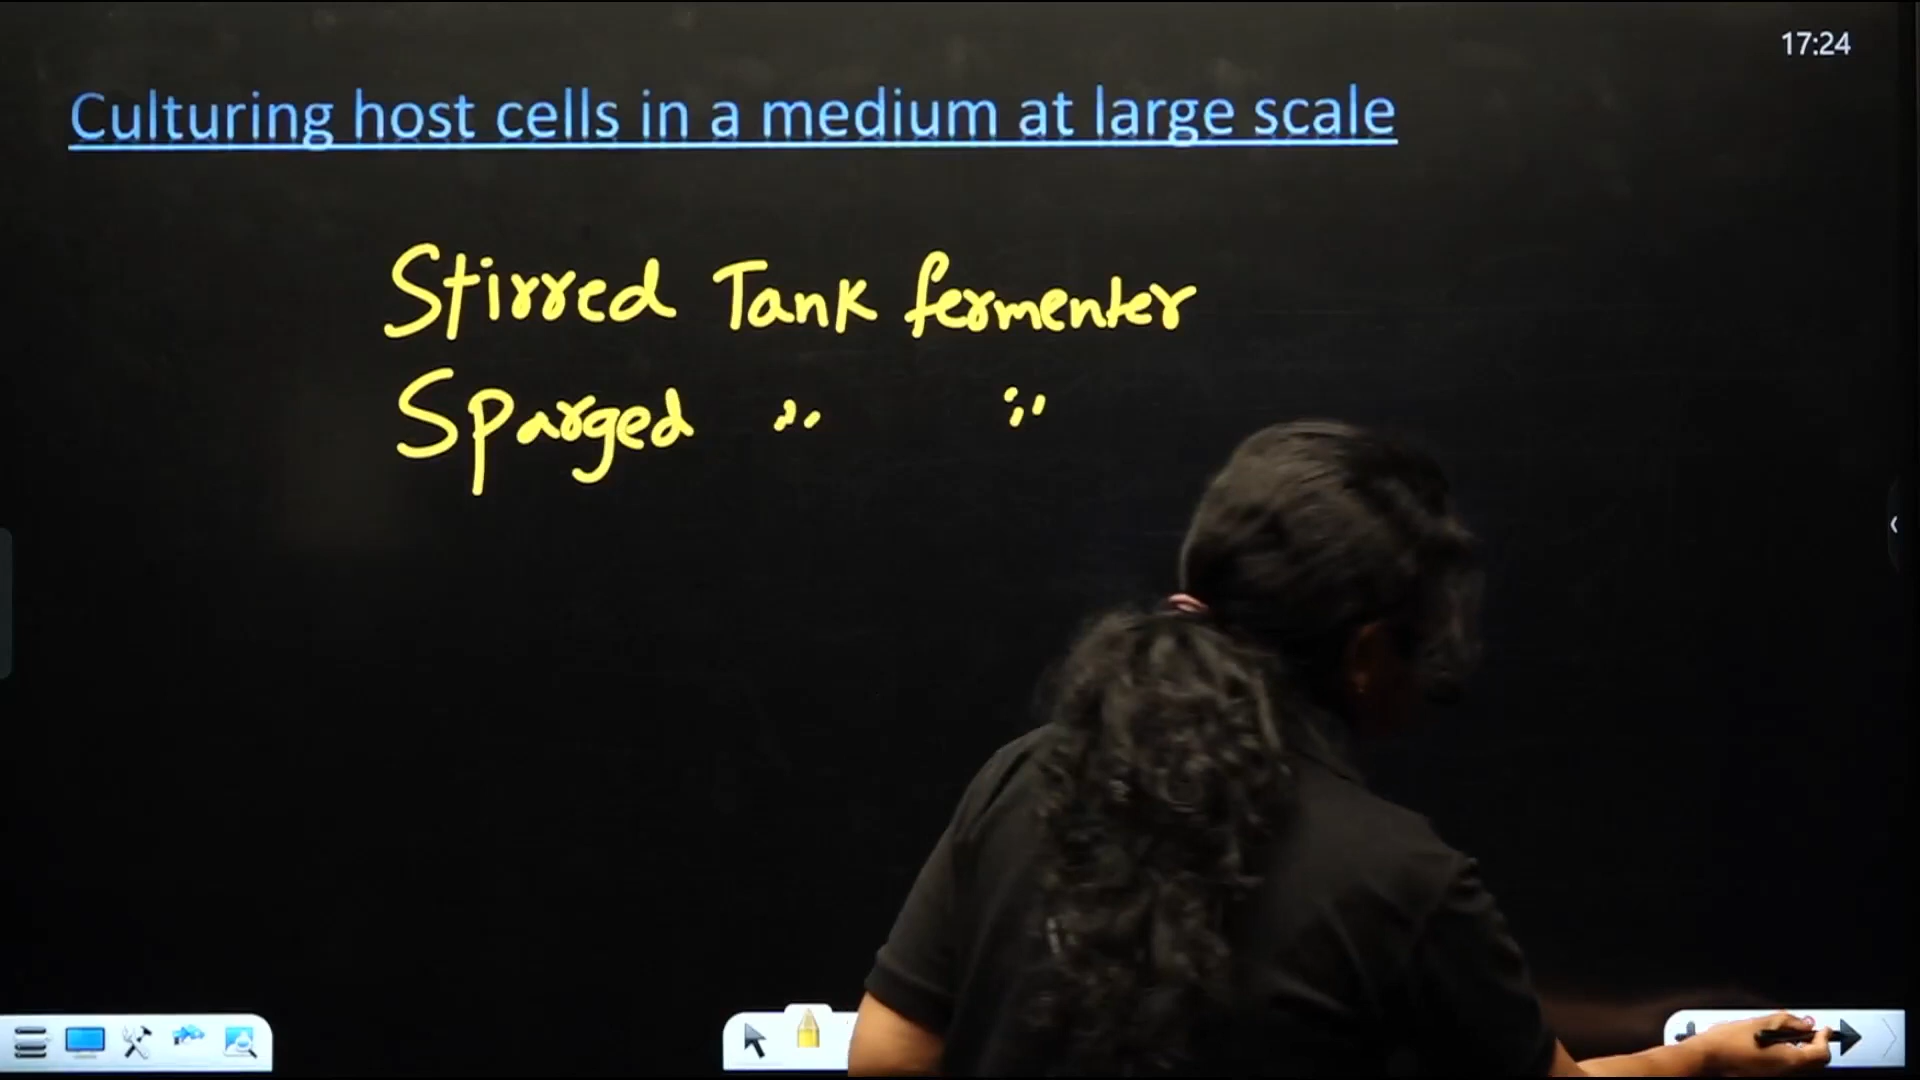 17:24
Culturing host cells in a medium at large scale
Stirred Tank fermenter
Sparged " "